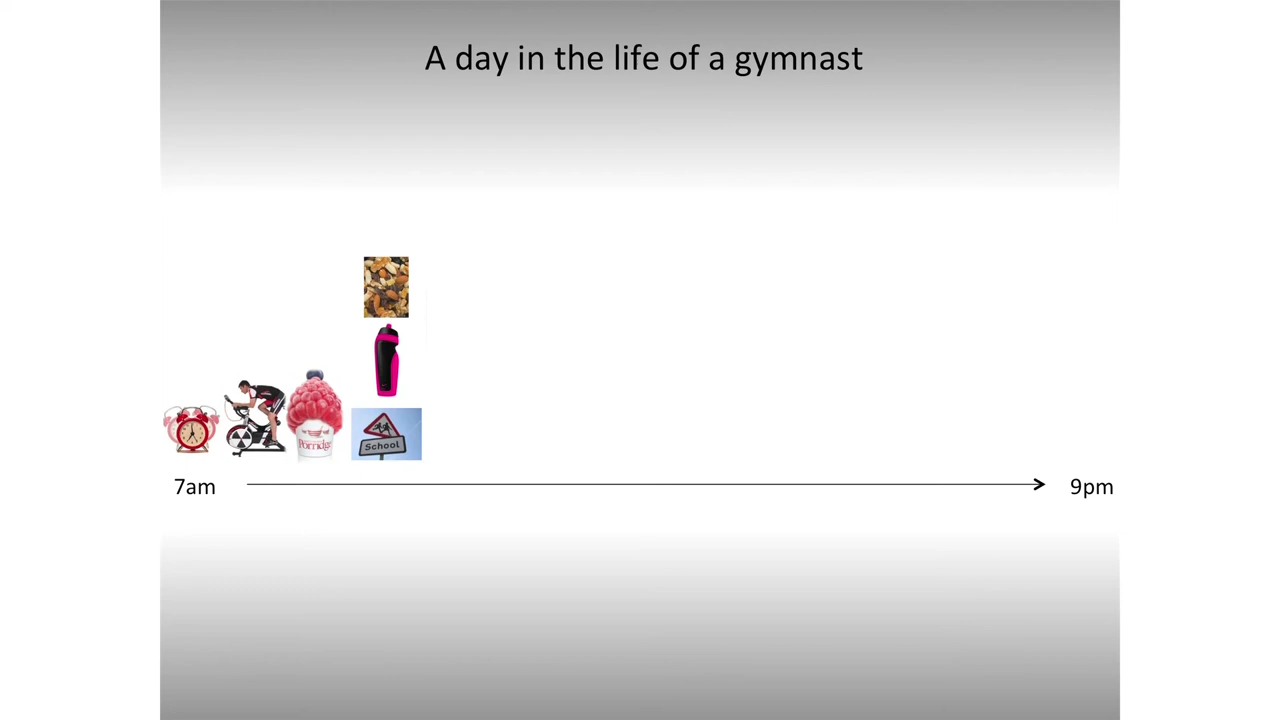 A day in the life of a gymnast
Porridge
School
7am
9pm